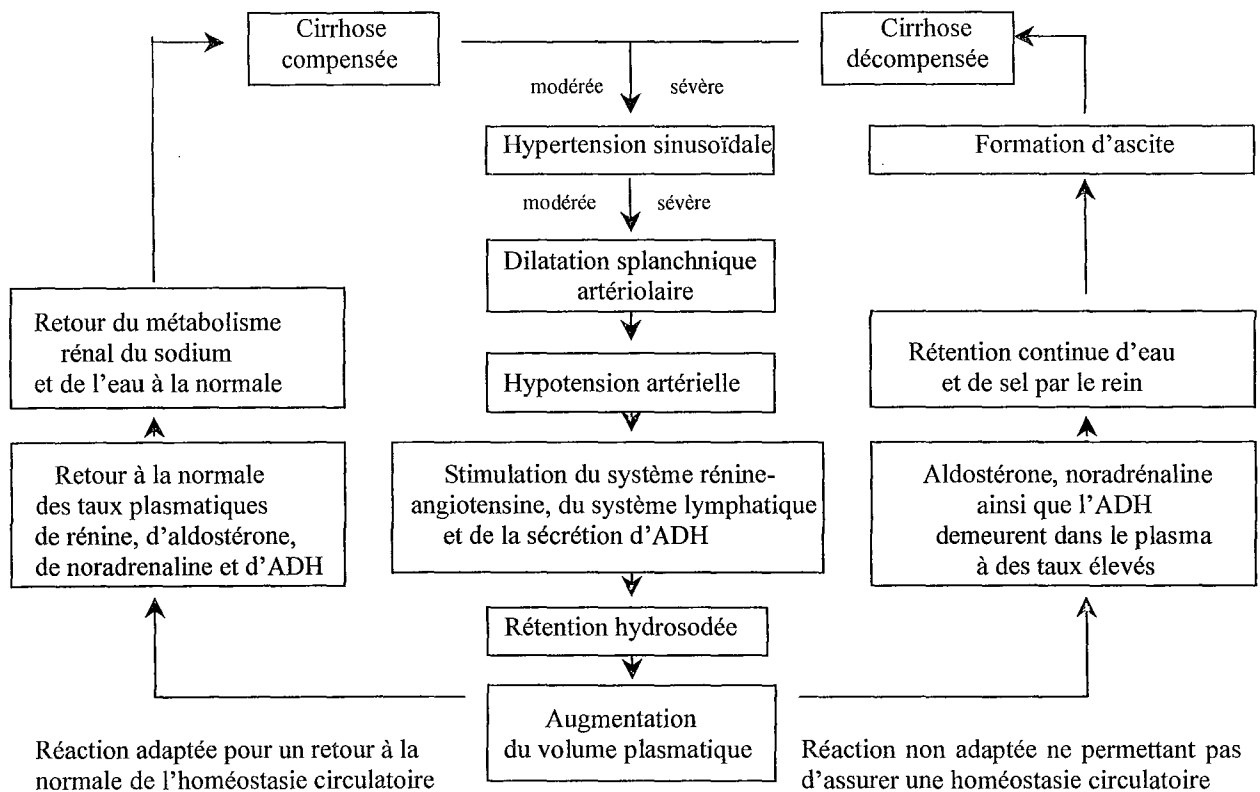 Cirrhose
compensée
Cirrhose
décompensée
modérée sévère
Hypertension sinusoïdale
Formation d'ascite
modérée sévère
Dilatation splanchnique
artériolaire
Retour du métabolisme
rénal du sodium
et de l'eau à la normale
Hypotension artérielle
Rétention continue d'eau
et de sel par le rein
Retour à la normale
des taux plasmatiques
de rénine, d'aldostérone,
de noradrenaline et d'ADH
Stimulation du système rénine-
angiotensine, du système lymphatique
et de la sécrétion d'ADH
Aldostérone, noradrénaline
ainsi que l'ADH
demeurent dans le plasma
à des taux élevés
Rétention hydrosodée
Augmentation
du volume plasmatique
Réaction adaptée pour un retour à la
normale de l'homéostasie circulatoire
Réaction non adaptée ne permettant pas
d'assurer une homéostasie circulatoire